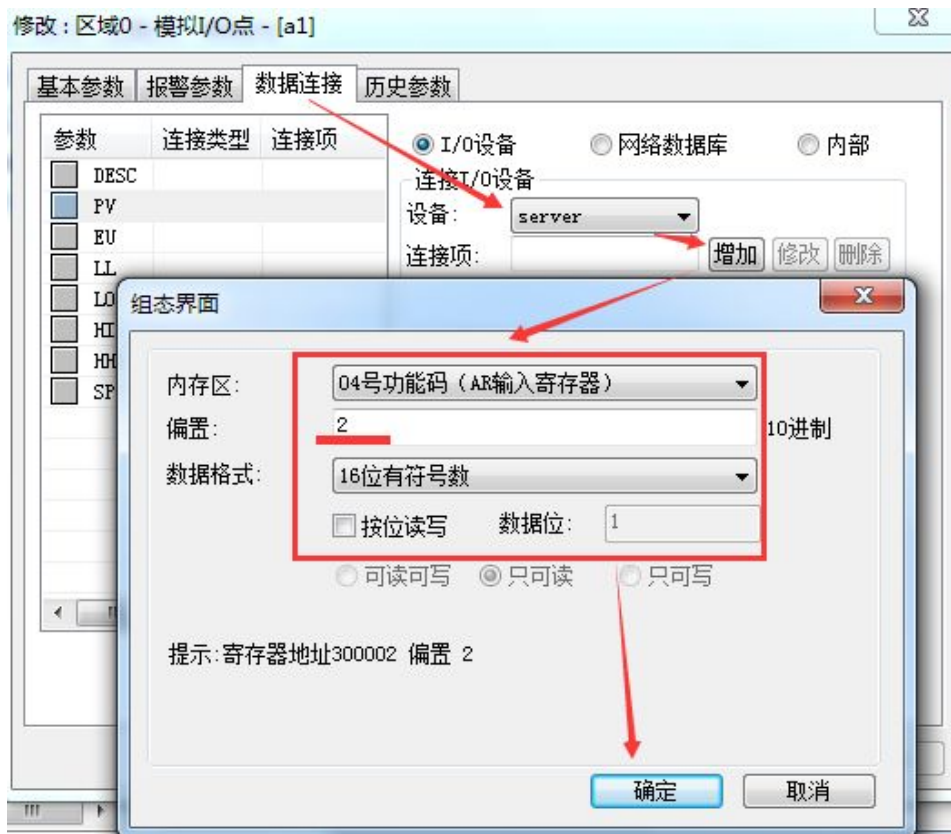 修改：区域0 - 模拟I/O点 - [a1]
基本参数 报警参数 数据连接 历史参数
参数 连接类型 连接项
I/O设备 网络数据库 内部
DESC
连接I/O设备
PV
设备: server
EU
连接项: 增加 修改 删除
LL
LO
HI
HH
SP
组态界面
内存区: 04号功能码（AR输入寄存器）
偏置: 2 10进制
数据格式: 16位有符号数
按位读写 数据位: 1
可读可写 只可读 只可写
提示:寄存器地址300002 偏置 2
确定 取消